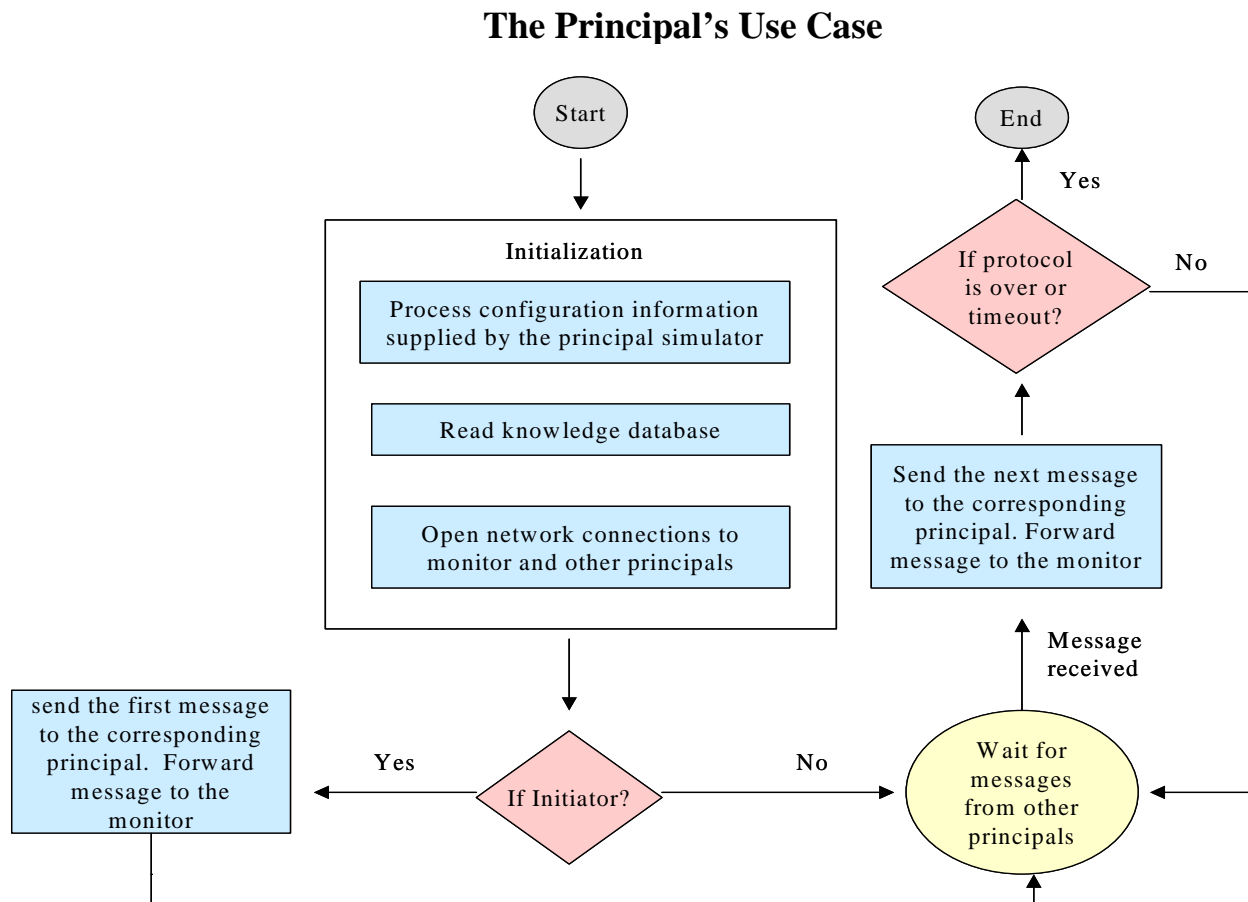 The Principal's Use Case
Start
Initialization
Process configuration information
supplied by the principal simulator
Read knowledge database
Open network connections to
monitor and other principals
If Initiator?
Yes
No
send the first message
to the corresponding
principal.  Forward
message to the
monitor
Wait for
messages
from other
principals
Message
received
Send the next message
to the corresponding
principal. Forward
message to the monitor
If protocol
is over or
timeout?
Yes
No
End